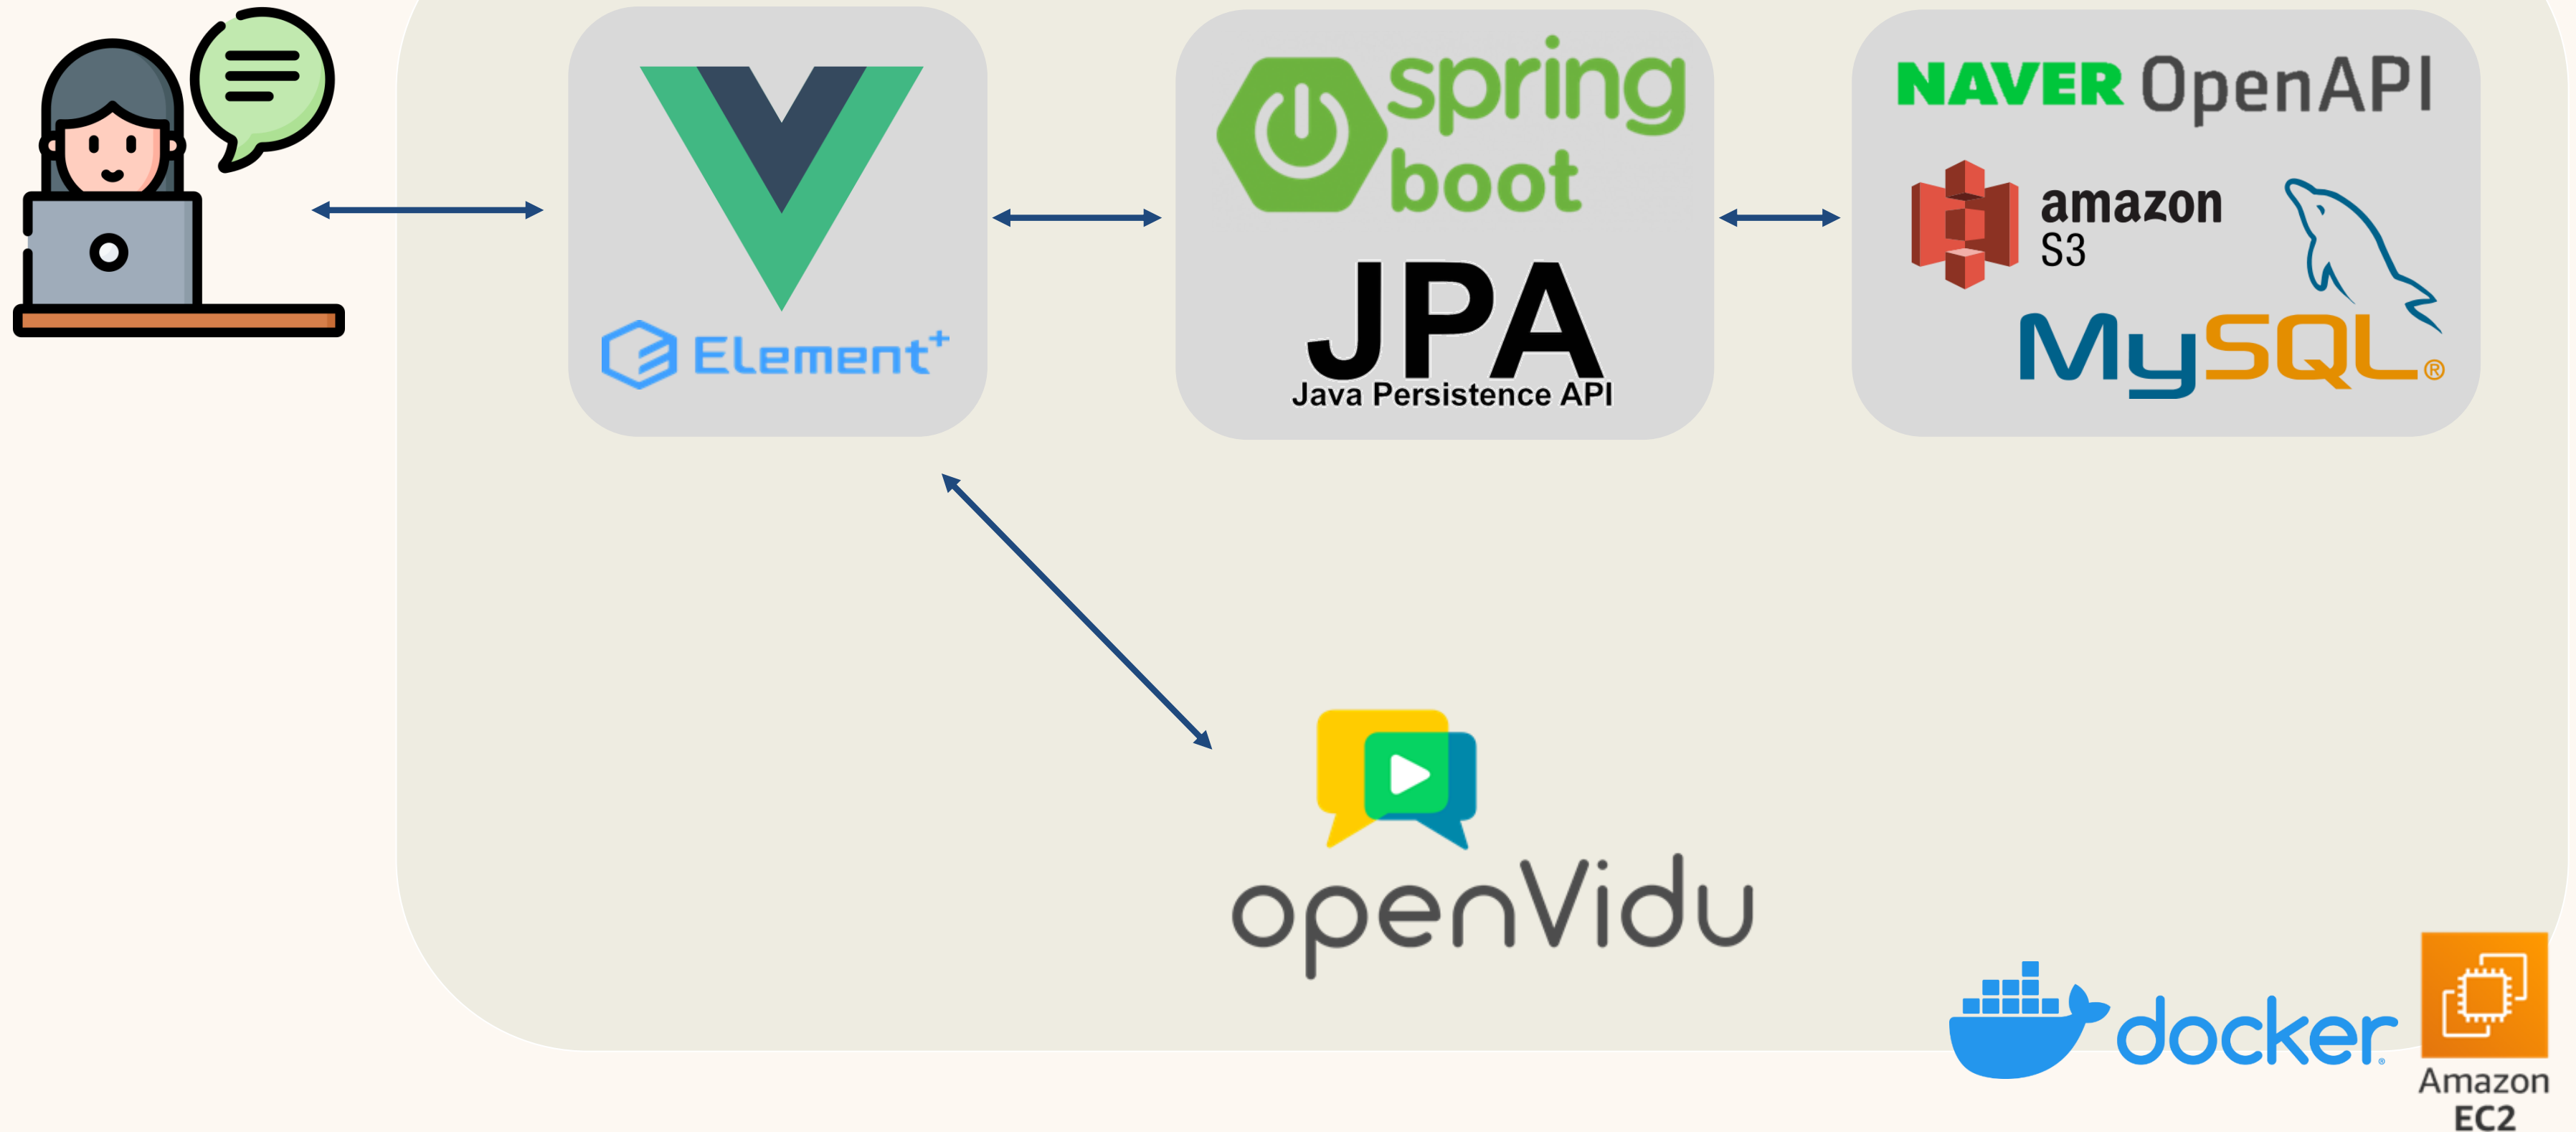 Element+
spring
boot
JPA
Java Persistence API
NAVER OpenAPI
amazon
S3
MySQL®
openVidu
docker®
Amazon
EC2